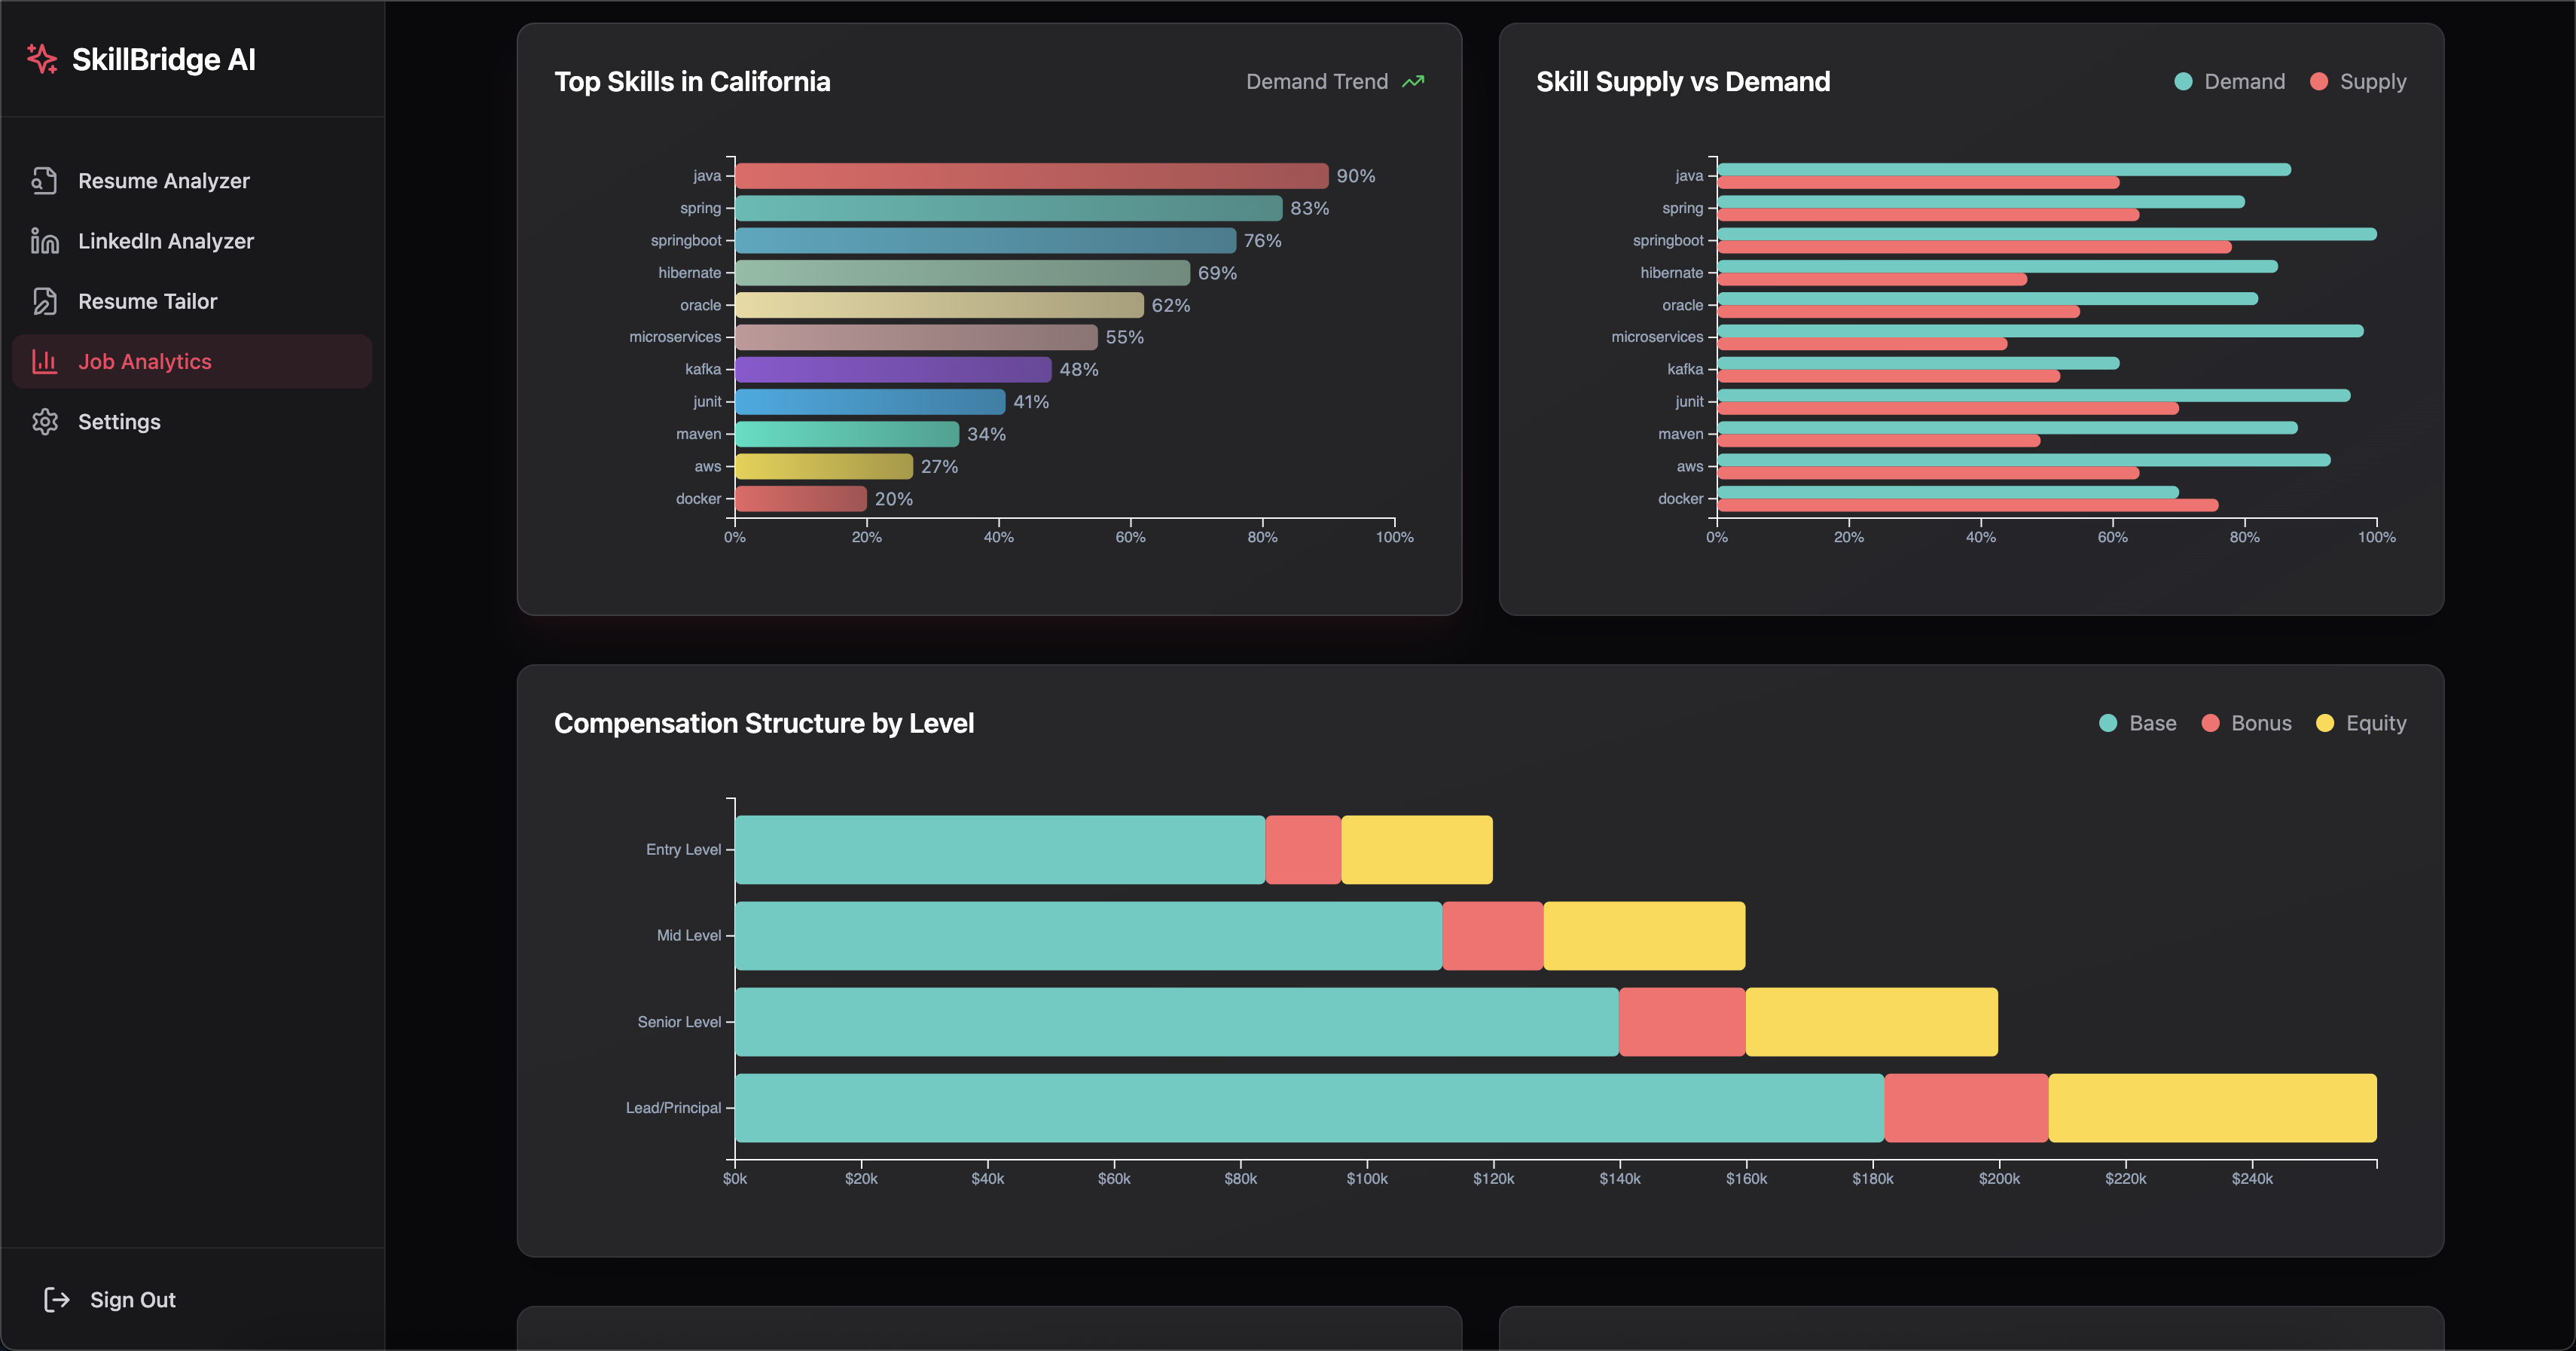 SkillBridge AI
Resume Analyzer
LinkedIn Analyzer
Resume Tailor
Job Analytics
Settings
Sign Out
Top Skills in California
Demand Trend
java 90%
spring 83%
springboot 76%
hibernate 69%
oracle 62%
microservices 55%
kafka 48%
junit 41%
maven 34%
aws 27%
docker 20%
0% 20% 40% 60% 80% 100%
Skill Supply vs Demand
Demand Supply
java
spring
springboot
hibernate
oracle
microservices
kafka
junit
maven
aws
docker
0% 20% 40% 60% 80% 100%
Compensation Structure by Level
Base Bonus Equity
Entry Level
Mid Level
Senior Level
Lead/Principal
$0k $20k $40k $60k $80k $100k $120k $140k $160k $180k $200k $220k $240k